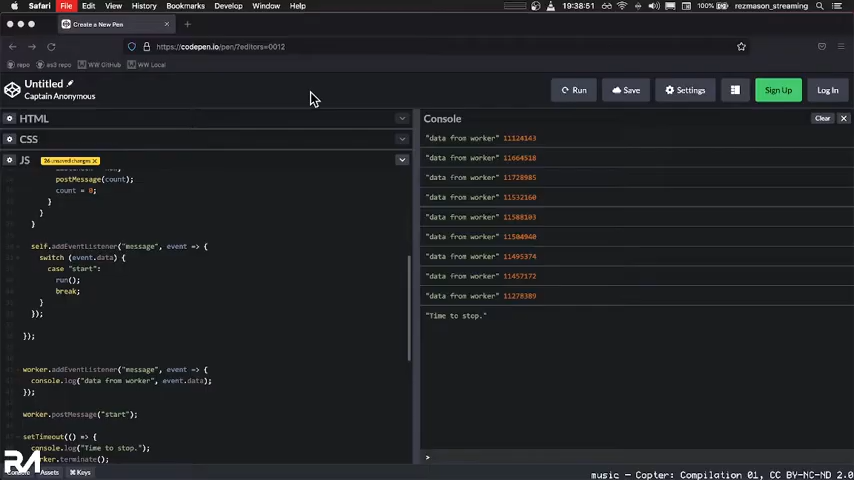 Safari File Edit View History Bookmarks Develop Window Help 100% 19:38:51 rezmason_streaming
Create a New Pen
https://codepen.io/pen/?editors=0012
repo as3 repo WW GitHub WW Local
Untitled
Captain Anonymous
Run Save Settings Sign Up Log In
HTML
CSS
JS 26 unsaved changes X
postMessage(count);
count = 0;
}
}
}
self.addEventListener("message", event => {
switch (event.data) {
case "start":
run();
break;
}
});
});
worker.addEventListener("message", event => {
console.log("data from worker", event.data);
});
worker.postMessage("start");
setTimeout(() => {
console.log("Time to stop.");
worker.terminate();
Console Clear
"data from worker" 11124143
"data from worker" 11664518
"data from worker" 11728985
"data from worker" 11532160
"data from worker" 11588103
"data from worker" 11504940
"data from worker" 11495374
"data from worker" 11457172
"data from worker" 11278389
"Time to stop."
>
Assets ⌘ Keys
music – Copter: Compilation 01, CC BY-NC-ND 2.0